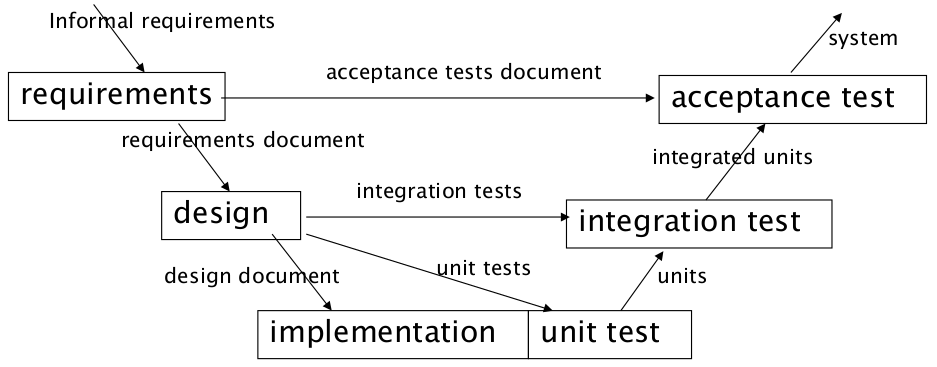 Informal requirements
system
acceptance tests document
requirements
acceptance test
requirements document
integrated units
integration tests
design
integration test
design document
unit tests
units
implementation
unit test